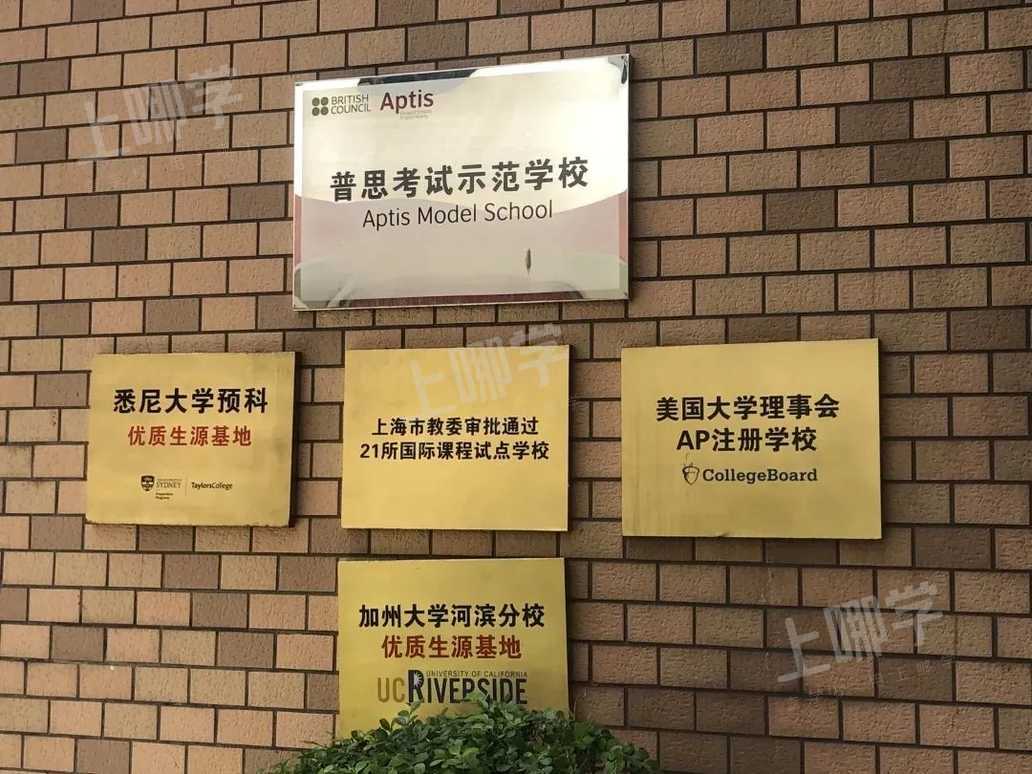 上哪学
BRITISH
COUNCIL
Aptis
普思考试示范学校
Aptis Model School
悉尼大学预科
优质生源基地
SYDNEY
TaylorsCollege
上哪学
上海市教委审批通过
21所国际课程试点学校
美国大学理事会
AP注册学校
CollegeBoard
加州大学河滨分校
优质生源基地
UNIVERSITY OF CALIFORNIA
UCRIVERSIDE
上哪学